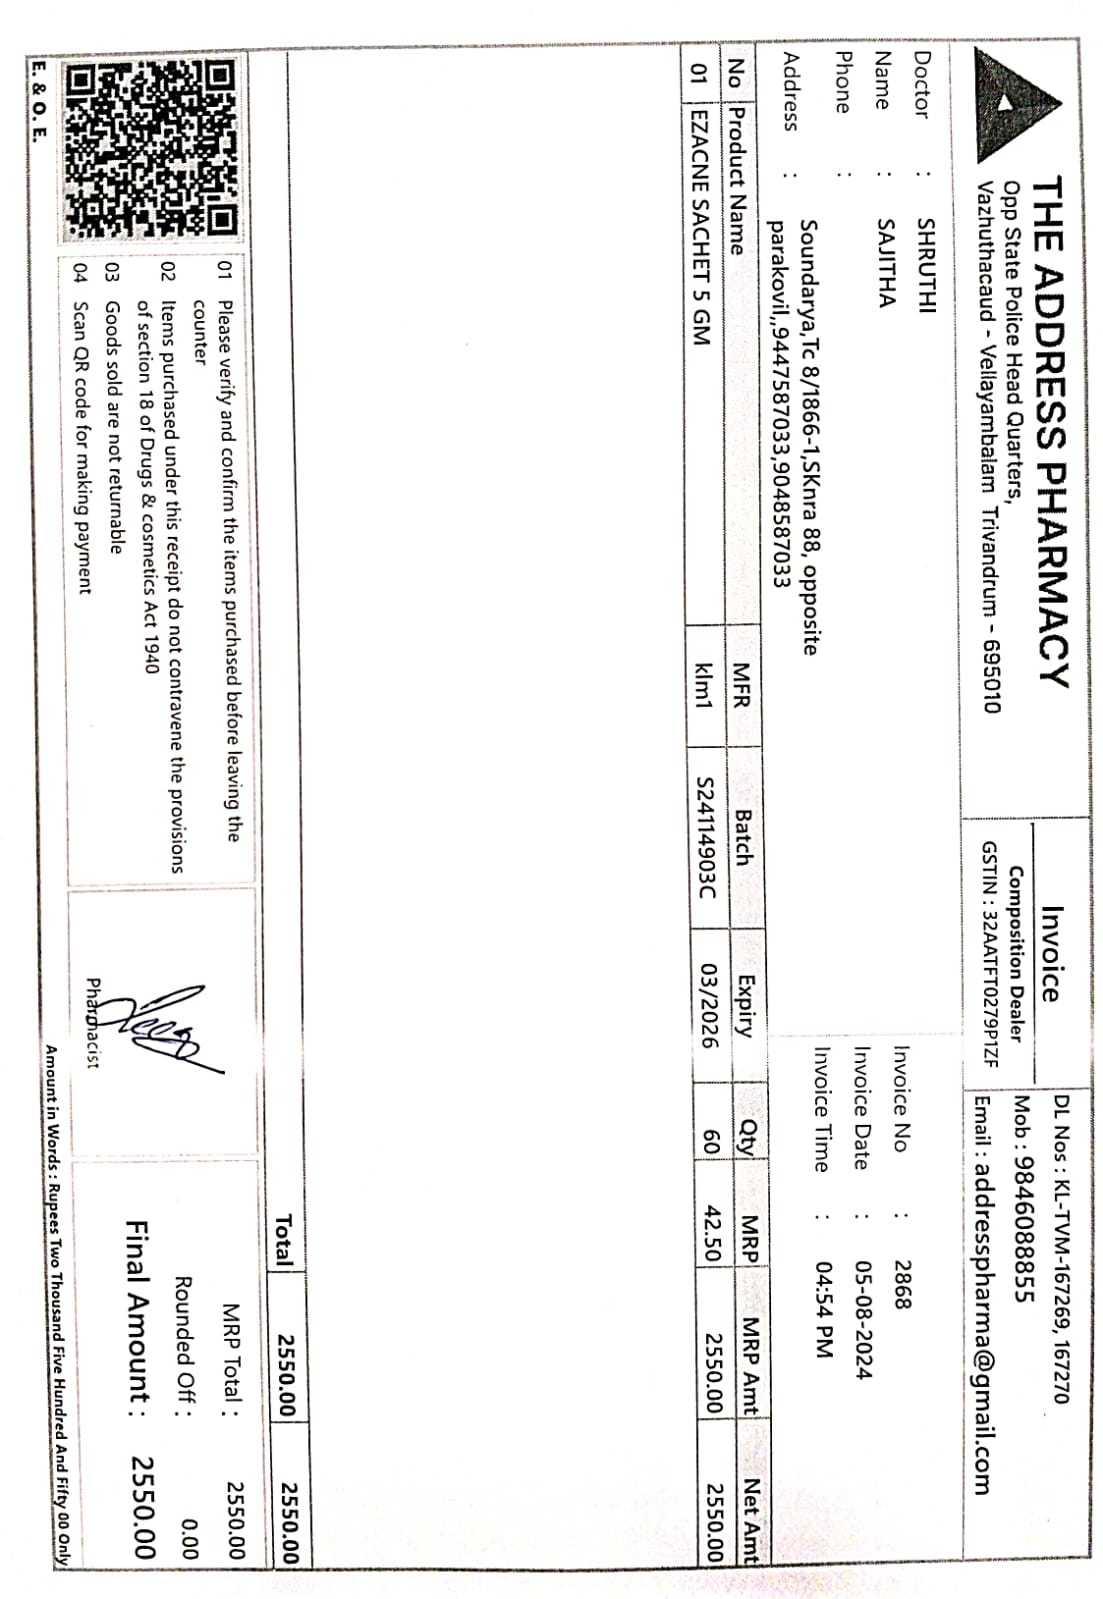 THE ADDRESS PHARMACY
Opp State Police Head Quarters,
Vazhuthacaud - Vellayambalam Trivandrum - 695010
Invoice
Composition Dealer
GSTIN : 32AATFT0279P1ZF
DL Nos : KL-TVM-167269, 167270
Mob : 9846088855
Email : addresspharma@gmail.com
Doctor : SHRUTHI
Name : SAJITHA
Phone :
Address : Soundarya,Tc 8/1866-1,SKnra 88, opposite
parakovil,,9447587033,9048587033
Invoice No : 2868
Invoice Date : 05-08-2024
Invoice Time : 04:54 PM
No Product Name MFR Batch Expiry Qty MRP MRP Amt Net Amt
01 EZACNE SACHET 5 GM klm1 S24114903C 03/2026 60 42.50 2550.00 2550.00
Total 2550.00 2550.00
01 Please verify and confirm the items purchased before leaving the
counter
02 Items purchased under this receipt do not contravene the provisions
of section 18 of Drugs & cosmetics Act 1940
03 Goods sold are not returnable
04 Scan QR code for making payment
Pharmacist
MRP Total : 2550.00
Rounded Off : 0.00
Final Amount : 2550.00
E. & O. E.
Amount in Words : Rupees Two Thousand Five Hundred And Fifty 00 Only